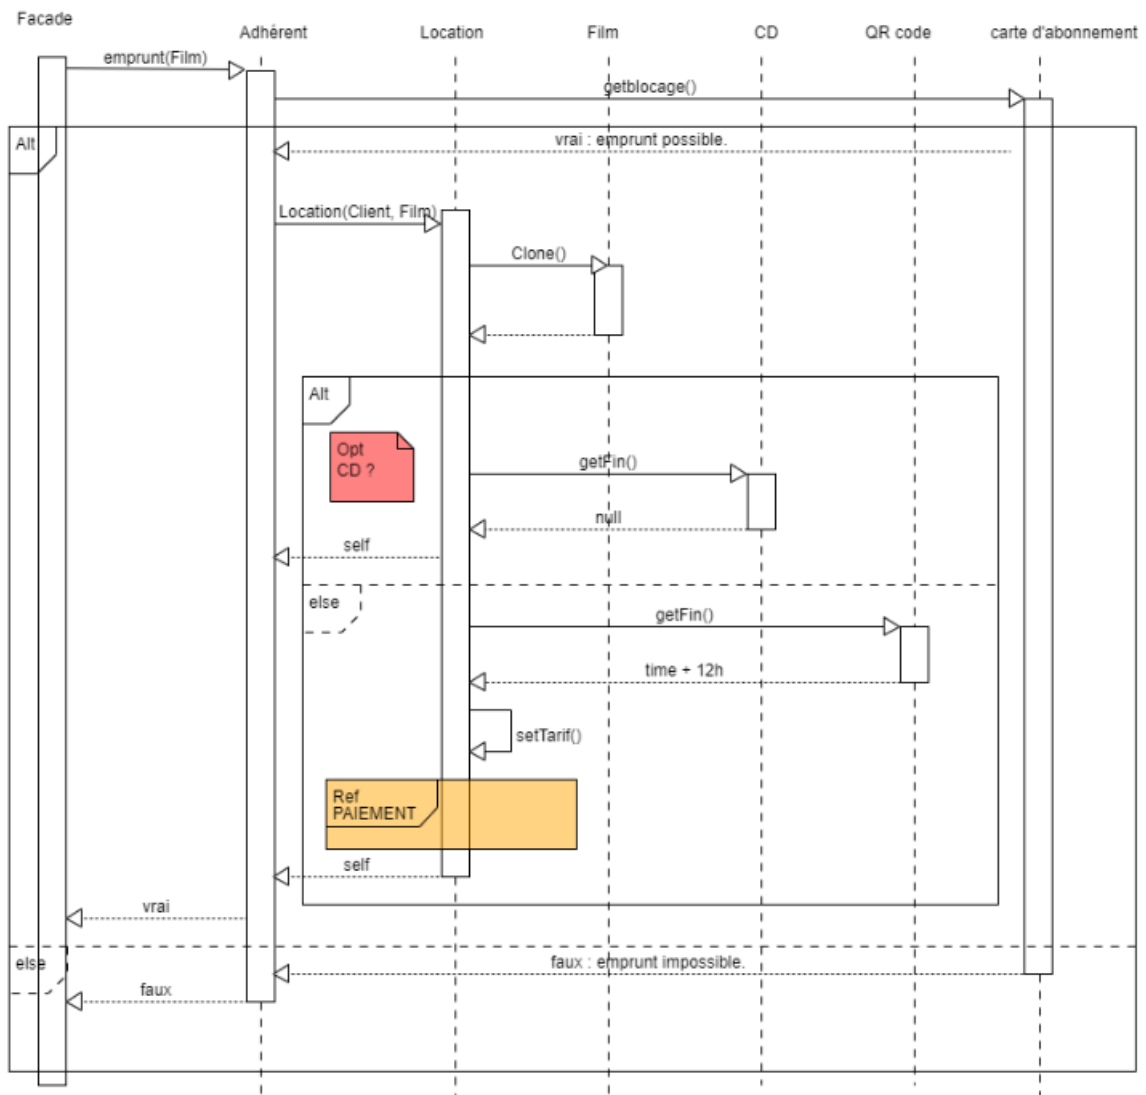 Facade
Adhérent
Location
Film
CD
QR code
carte d'abonnement
emprunt(Film)
getblocage()
Alt
vrai : emprunt possible.
Location(Client, Film)
Clone()
Alt
Opt
CD ?
getFin()
null
self
else
getFin()
time + 12h
setTarif()
Ref
PAIEMENT
self
vrai
else
faux : emprunt impossible.
faux